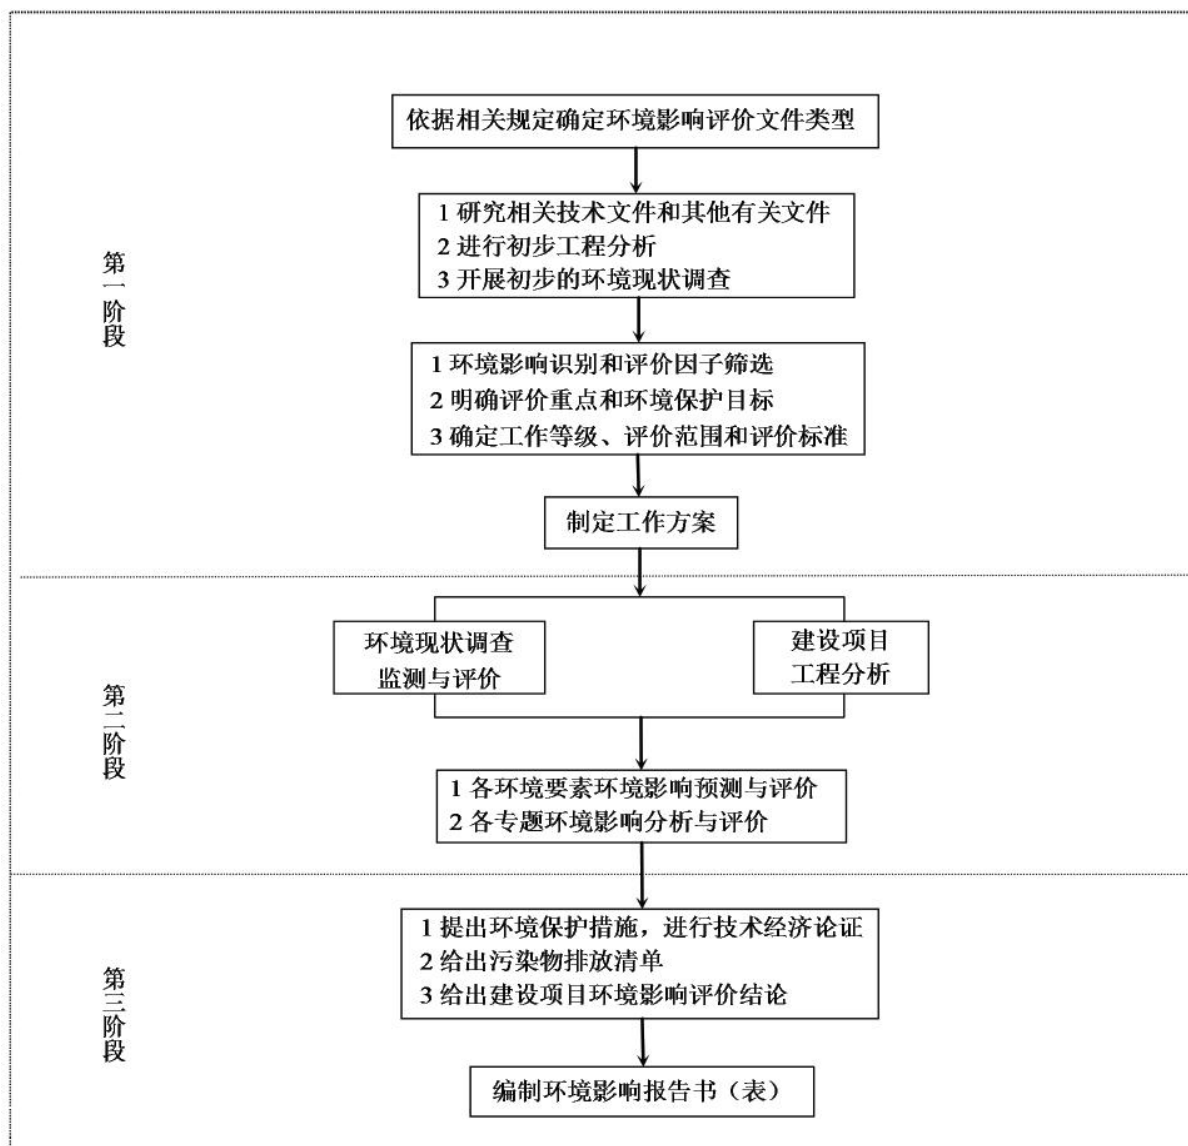 依据相关规定确定环境影响评价文件类型
第一阶段
1 研究相关技术文件和其他有关文件
2 进行初步工程分析
3 开展初步的环境现状调查
1 环境影响识别和评价因子筛选
2 明确评价重点和环境保护目标
3 确定工作等级、评价范围和评价标准
制定工作方案
第二阶段
环境现状调查
监测与评价
建设项目
工程分析
1 各环境要素环境影响预测与评价
2 各专题环境影响分析与评价
第三阶段
1 提出环境保护措施，进行技术经济论证
2 给出污染物排放清单
3 给出建设项目环境影响评价结论
编制环境影响报告书（表）